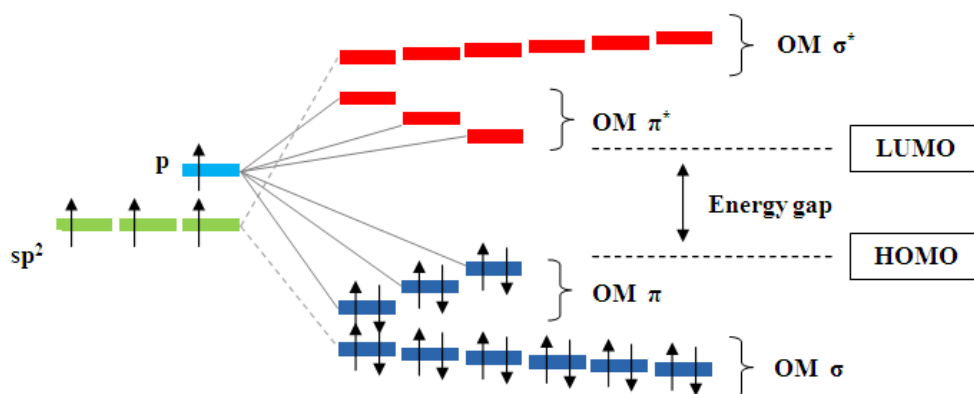 OM σ*
OM π*
LUMO
p
Energy gap
sp²
HOMO
OM π
OM σ